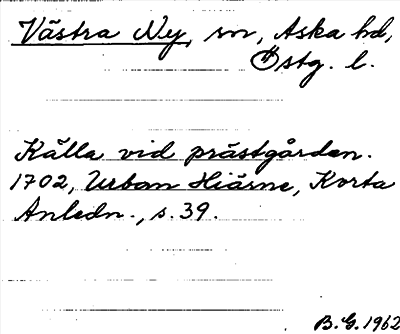 Västra Ny, sn, Aska hd,
Östg. l.
Källa vid prästgården.
1702, Urban Hiärne, Korta
Anledn., s. 39.
B.G. 1962